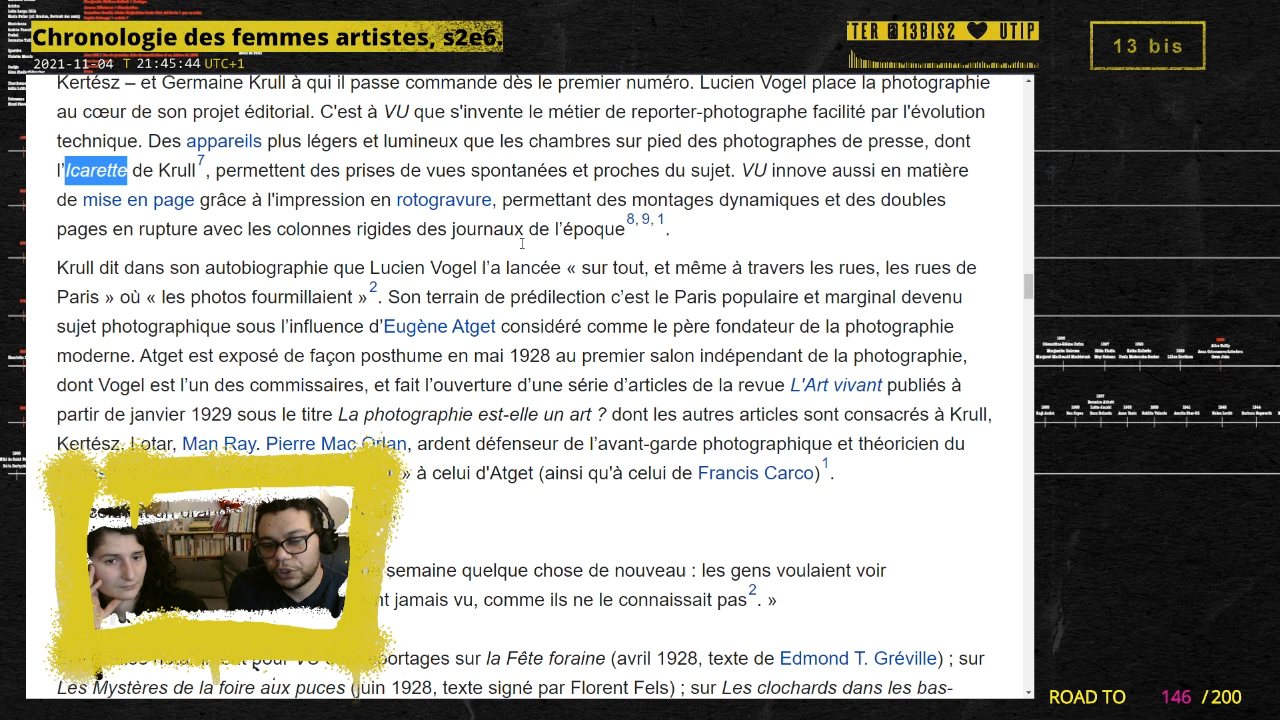 Chronologie des femmes artistes, s2e6
TER @13BIS2 ♥ UTIP
13 bis
2021-11-04 T 21:45:44 UTC+1
Kertész – et Germaine Krull à qui il passe commande dès le premier numéro. Lucien Vogel place la photographie
au cœur de son projet éditorial. C'est à VU que s'invente le métier de reporter-photographe facilité par l'évolution
technique. Des appareils plus légers et lumineux que les chambres sur pied des photographes de presse, dont
l'Icarette de Krull7, permettent des prises de vues spontanées et proches du sujet. VU innove aussi en matière
de mise en page grâce à l'impression en rotogravure, permettant des montages dynamiques et des doubles
pages en rupture avec les colonnes rigides des journaux de l'époque8, 9, 1.
Krull dit dans son autobiographie que Lucien Vogel l'a lancée « sur tout, et même à travers les rues, les rues de
Paris » où « les photos fourmillaient »2. Son terrain de prédilection c'est le Paris populaire et marginal devenu
sujet photographique sous l'influence d'Eugène Atget considéré comme le père fondateur de la photographie
moderne. Atget est exposé de façon posthume en mai 1928 au premier salon indépendant de la photographie,
dont Vogel est l'un des commissaires, et fait l'ouverture d'une série d'articles de la revue L'Art vivant publiés à
partir de janvier 1929 sous le titre La photographie est-elle un art ? dont les autres articles sont consacrés à Krull,
Kertész, Lotar, Man Ray. Pierre Mac Orlan, ardent défenseur de l'avant-garde photographique et théoricien du
» à celui d'Atget (ainsi qu'à celui de Francis Carco)1.
semaine quelque chose de nouveau : les gens voulaient voir
jamais vu, comme ils ne le connaissait pas2. »
sur la Fête foraine (avril 1928, texte de Edmond T. Gréville) ; sur
Les Mystères de la foire aux puces (juin 1928, texte signé par Florent Fels) ; sur Les clochards dans les bas-
ROAD TO 146 / 200